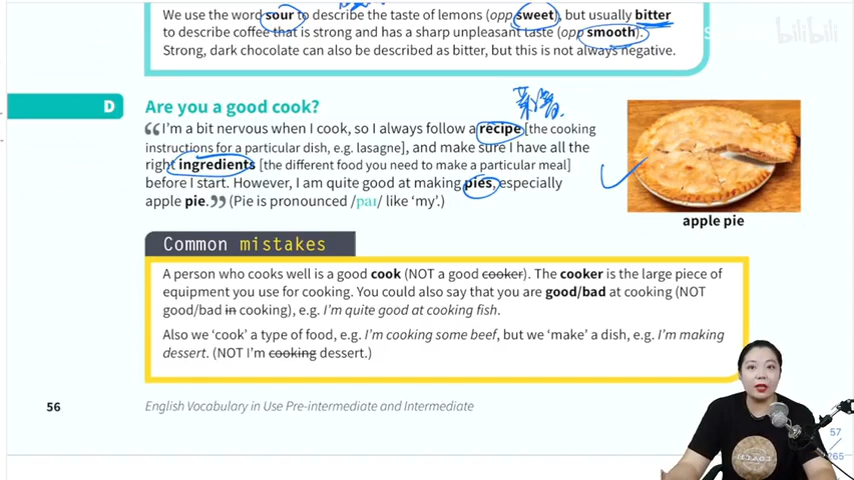 We use the word sour to describe the taste of lemons (opp sweet), but usually bitter
to describe coffee that is strong and has a sharp unpleasant taste (opp smooth).
Strong, dark chocolate can also be described as bitter, but this is not always negative.
bilibili
D
Are you a good cook?
菜谱
❝I'm a bit nervous when I cook, so I always follow a recipe [the cooking
instructions for a particular dish, e.g. lasagne], and make sure I have all the
right ingredients [the different food you need to make a particular meal]
before I start. However, I am quite good at making pies, especially
apple pie.❞ (Pie is pronounced /paɪ/ like 'my'.)
apple pie
Common mistakes
A person who cooks well is a good cook (NOT a good cooker). The cooker is the large piece of
equipment you use for cooking. You could also say that you are good/bad at cooking (NOT
good/bad in cooking), e.g. I'm quite good at cooking fish.
Also we 'cook' a type of food, e.g. I'm cooking some beef, but we 'make' a dish, e.g. I'm making
dessert. (NOT I'm cooking dessert.)
56
English Vocabulary in Use Pre-intermediate and Intermediate
57
/
265